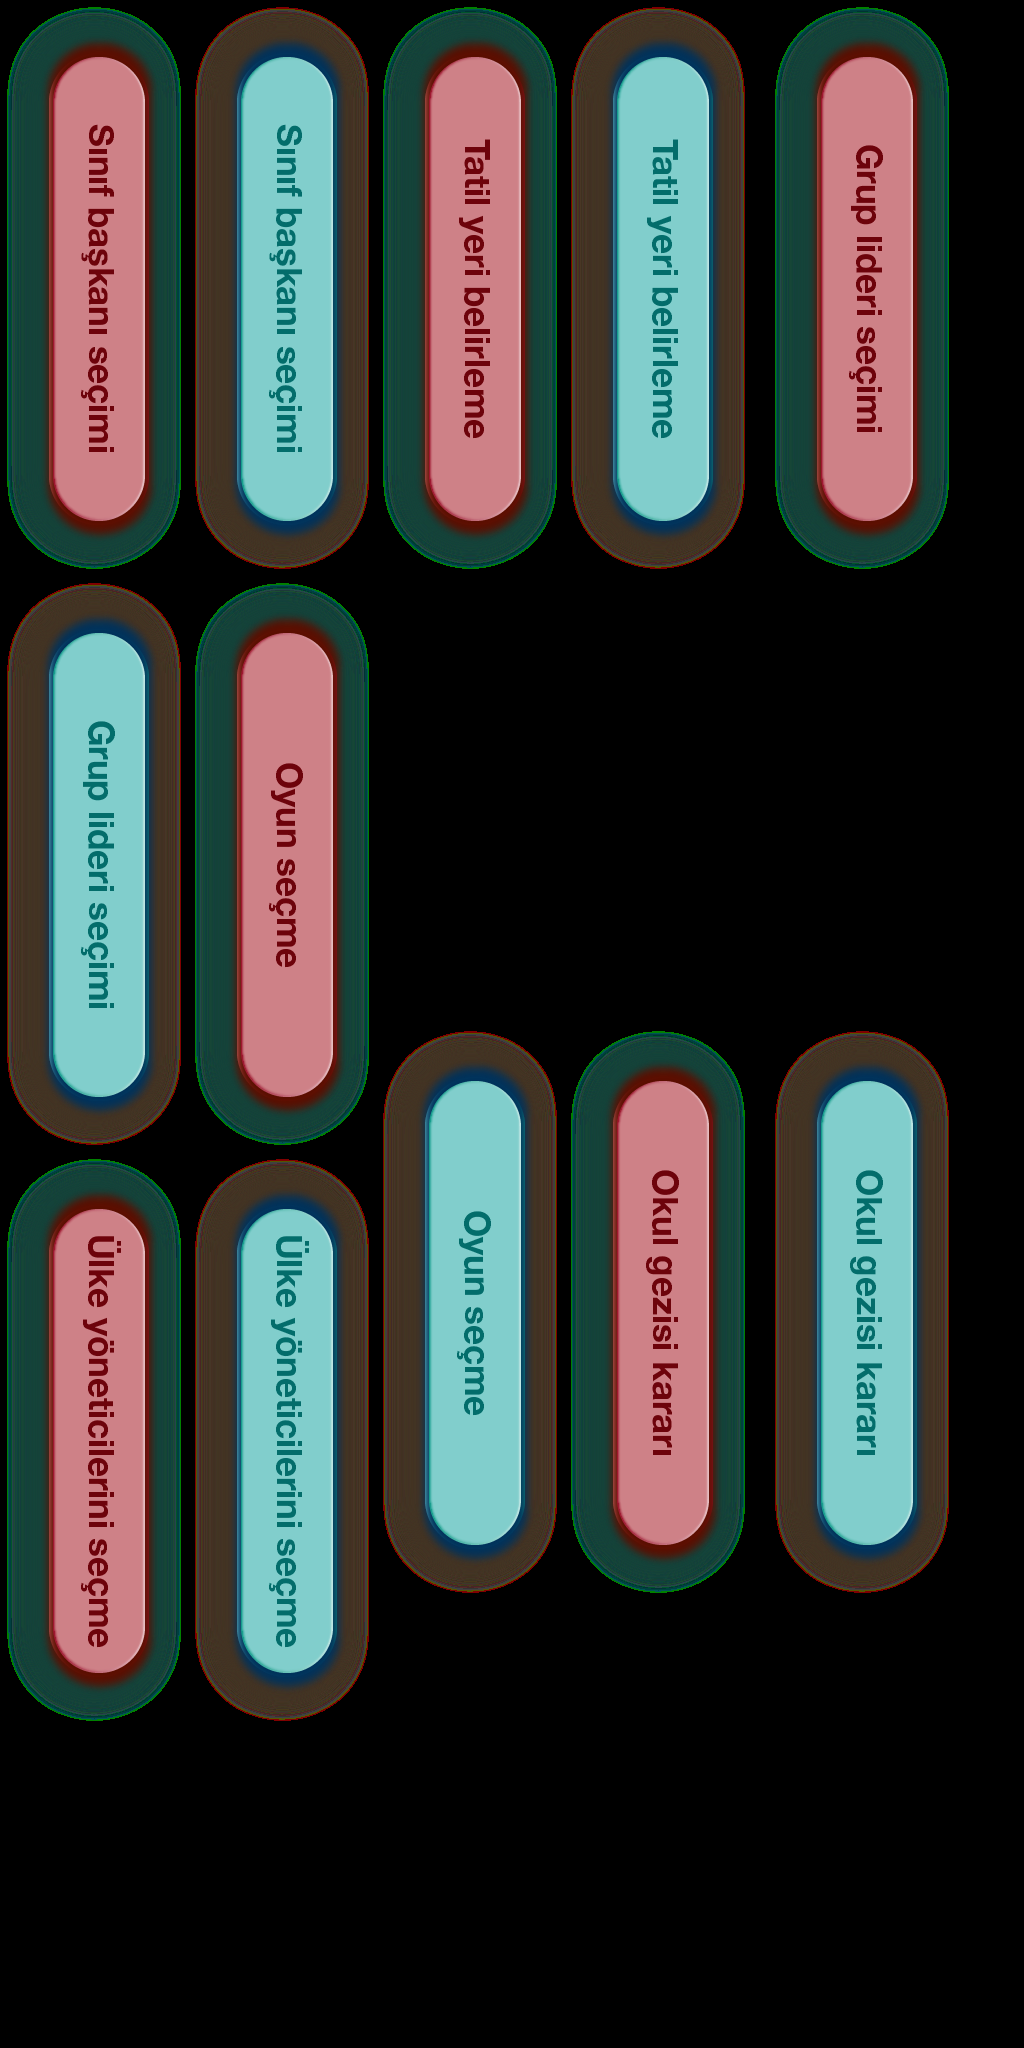 Sınıf başkanı seçimi
Sınıf başkanı seçimi
Tatil yeri belirleme
Tatil yeri belirleme
Grup lideri seçimi
Grup lideri seçimi
Oyun seçme
Oyun seçme
Okul gezisi kararı
Okul gezisi kararı
Ülke yöneticilerini seçme
Ülke yöneticilerini seçme